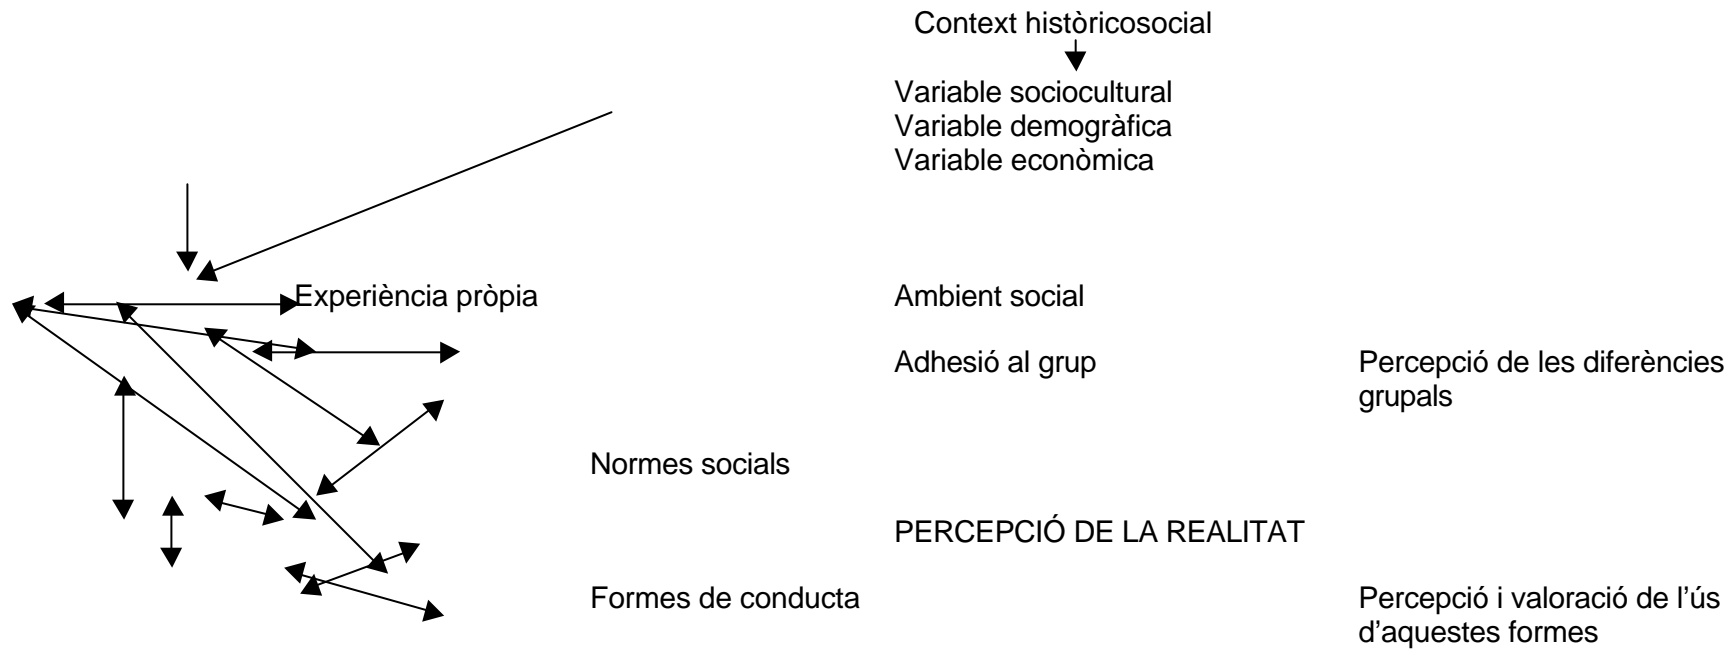 Context històricosocial
Variable sociocultural
Variable demogràfica
Variable econòmica
Experiència pròpia
Ambient social
Adhesió al grup
Percepció de les diferències
grupals
Normes socials
PERCEPCIÓ DE LA REALITAT
Formes de conducta
Percepció i valoració de l’ús
d’aquestes formes